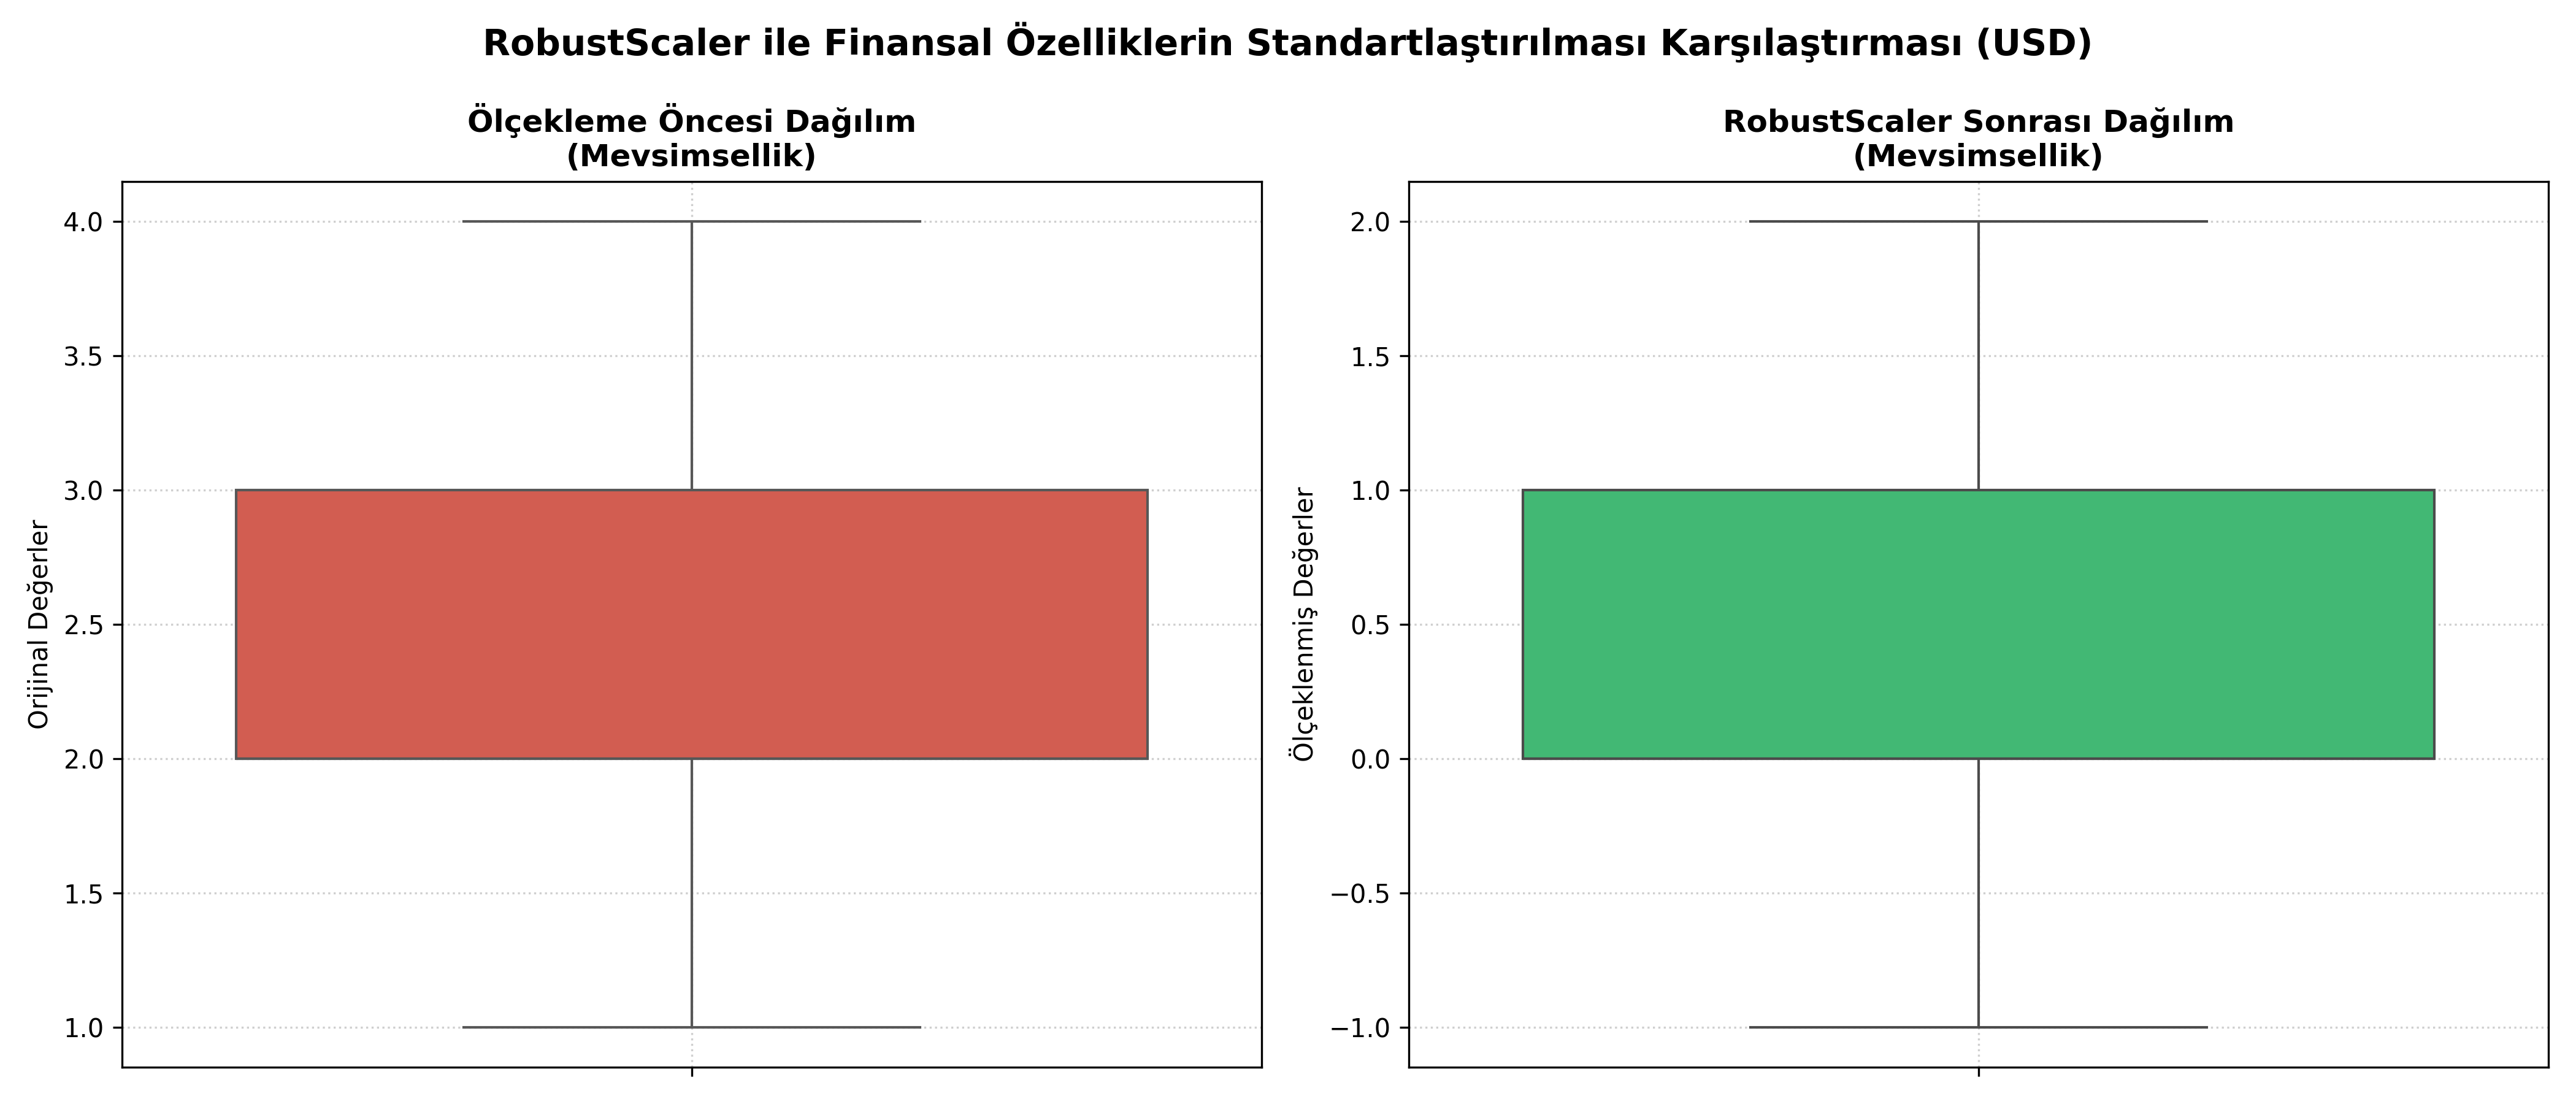 RobustScaler ile Finansal Özelliklerin Standartlaştırılması Karşılaştırması (USD)
Ölçekleme Öncesi Dağılım
(Mevsimsellik)
4.0
3.5
3.0
2.5
2.0
1.5
1.0
Orijinal Değerler
RobustScaler Sonrası Dağılım
(Mevsimsellik)
2.0
1.5
1.0
0.5
0.0
−0.5
−1.0
Ölçeklenmiş Değerler